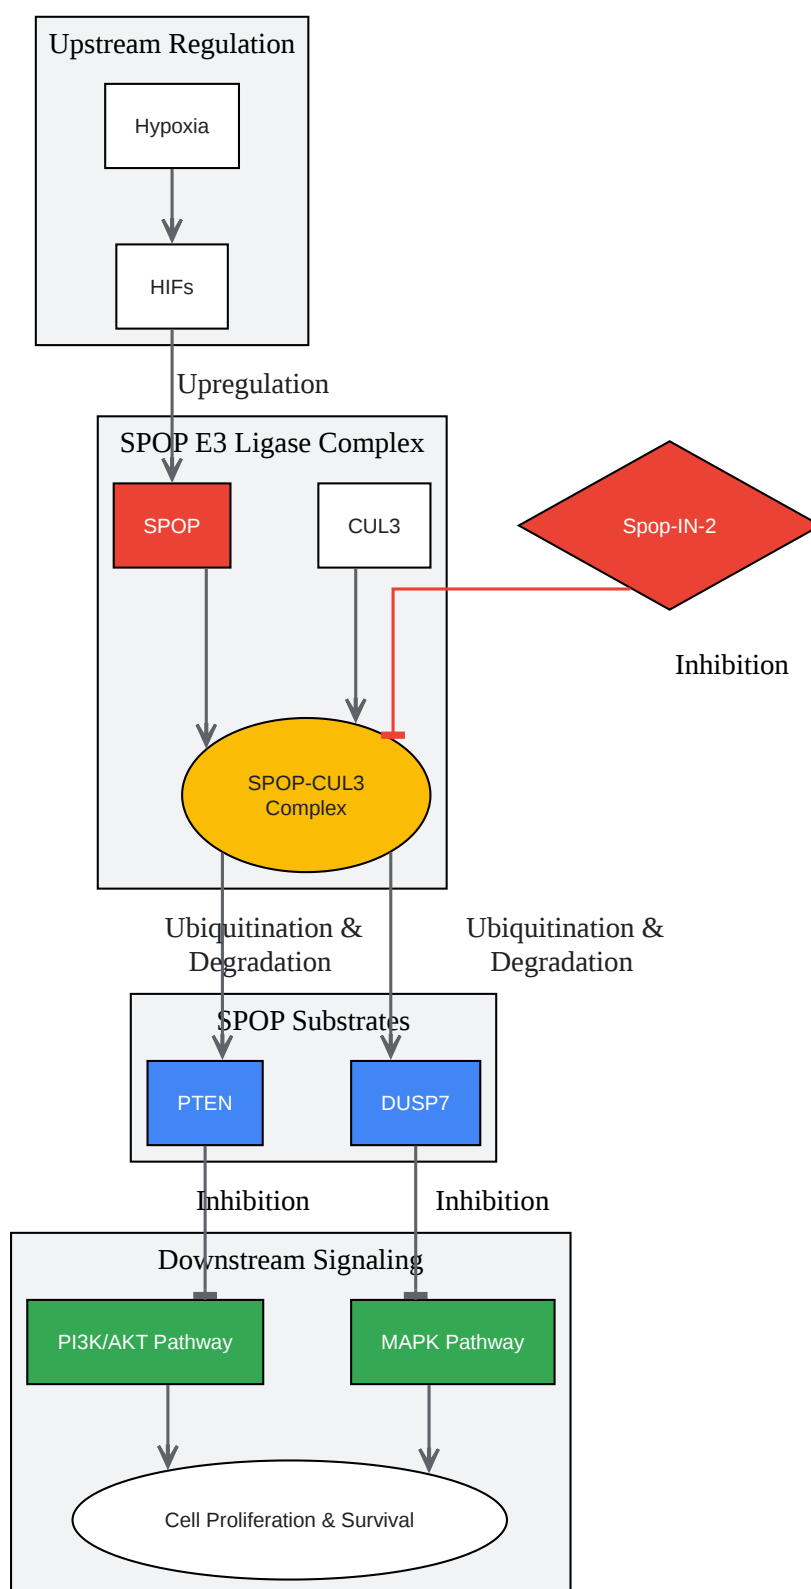 Upstream Regulation
Hypoxia
HIFs
Upregulation
SPOP E3 Ligase Complex
SPOP
CUL3
Spop-IN-2
Inhibition
SPOP-CUL3
Complex
Ubiquitination &
Degradation
Ubiquitination &
Degradation
SPOP Substrates
PTEN
DUSP7
Inhibition
Inhibition
Downstream Signaling
PI3K/AKT Pathway
MAPK Pathway
Cell Proliferation & Survival